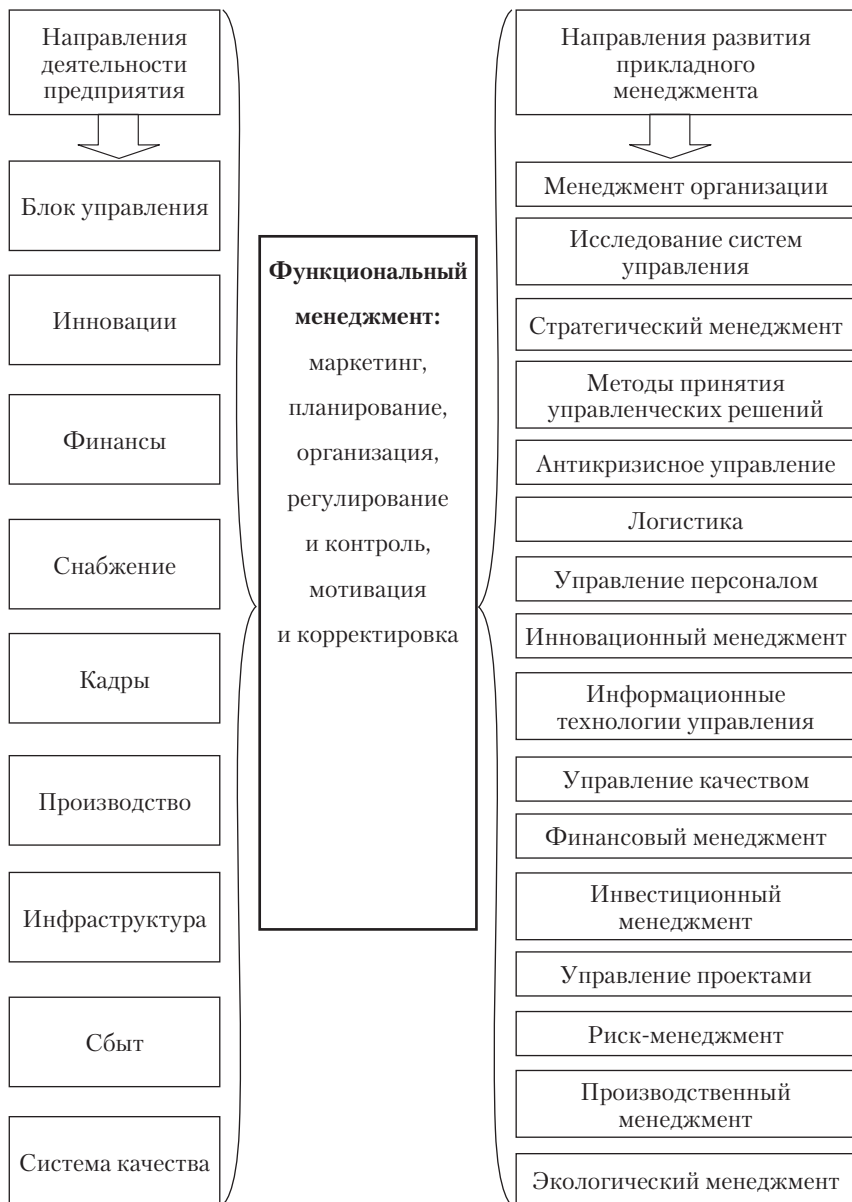 Направления
деятельности
предприятия
Блок управления
Инновации
Финансы
Снабжение
Кадры
Производство
Инфраструктура
Сбыт
Система качества
Функциональный
менеджмент:
маркетинг,
планирование,
организация,
регулирование
и контроль,
мотивация
и корректировка
Направления развития
прикладного
менеджмента
Менеджмент организации
Исследование систем
управления
Стратегический менеджмент
Методы принятия
управленческих решений
Антикризисное управление
Логистика
Управление персоналом
Инновационный менеджмент
Информационные
технологии управления
Управление качеством
Финансовый менеджмент
Инвестиционный
менеджмент
Управление проектами
Риск-менеджмент
Производственный
менеджмент
Экологический менеджмент